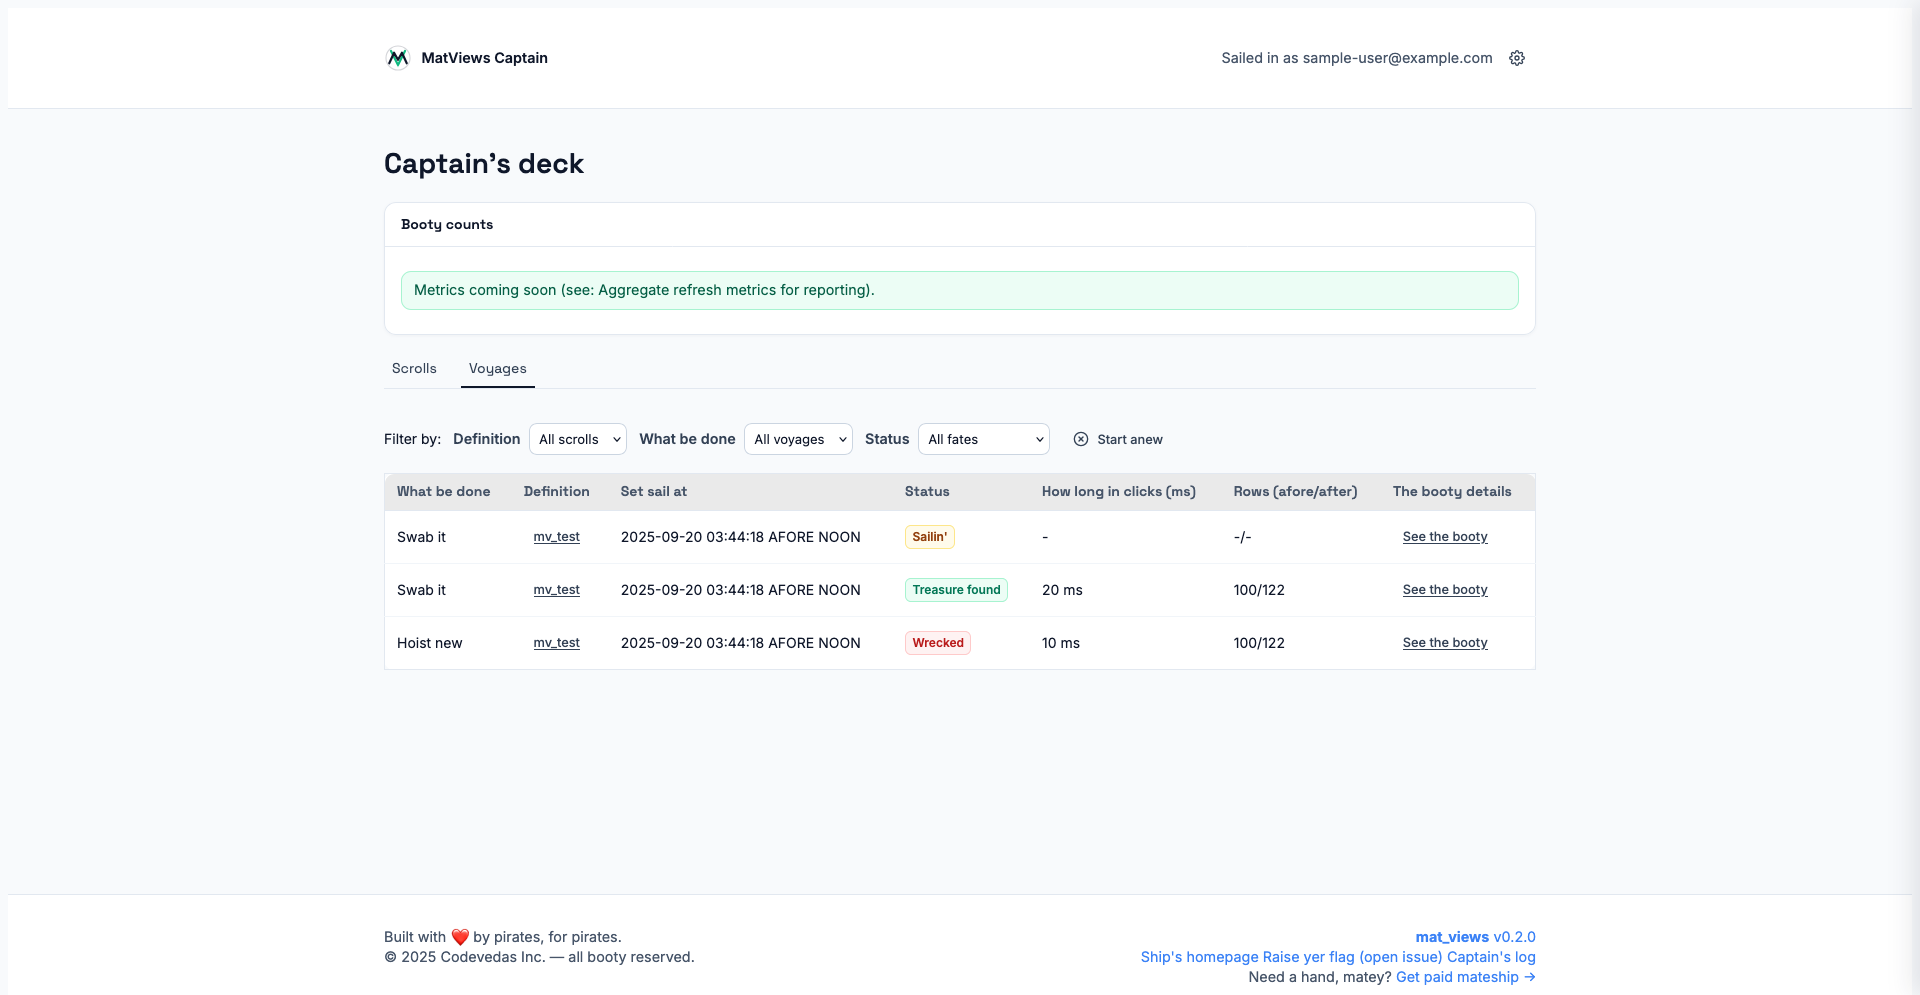 MatViews Captain
Sailed in as sample-user@example.com
Captain's deck
Booty counts
Metrics coming soon (see: Aggregate refresh metrics for reporting).
Scrolls Voyages
Filter by: Definition All scrolls What be done All voyages Status All fates Start anew
What be done Definition Set sail at Status How long in clicks (ms) Rows (afore/after) The booty details
Swab it mv_test 2025-09-20 03:44:18 AFORE NOON Sailin' - -/- See the booty
Swab it mv_test 2025-09-20 03:44:18 AFORE NOON Treasure found 20 ms 100/122 See the booty
Hoist new mv_test 2025-09-20 03:44:18 AFORE NOON Wrecked 10 ms 100/122 See the booty
Built with ❤️ by pirates, for pirates.
© 2025 Codevedas Inc. — all booty reserved.
mat_views v0.2.0
Ship's homepage Raise yer flag (open issue) Captain's log
Need a hand, matey? Get paid mateship →